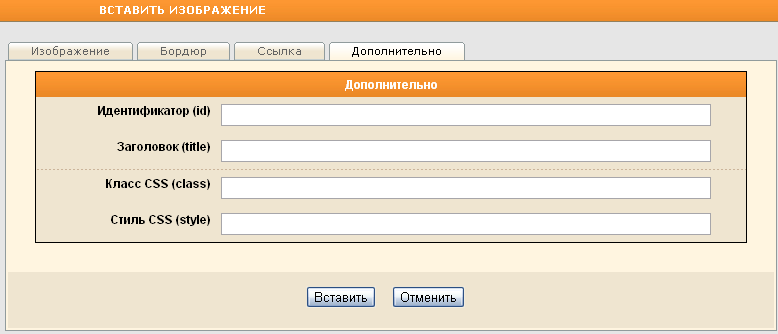 ВСТАВИТЬ ИЗОБРАЖЕНИЕ
Изображение Бордюр Ссылка Дополнительно
Дополнительно
Идентификатор (id)
Заголовок (title)
Класс CSS (class)
Стиль CSS (style)
Вставить Отменить